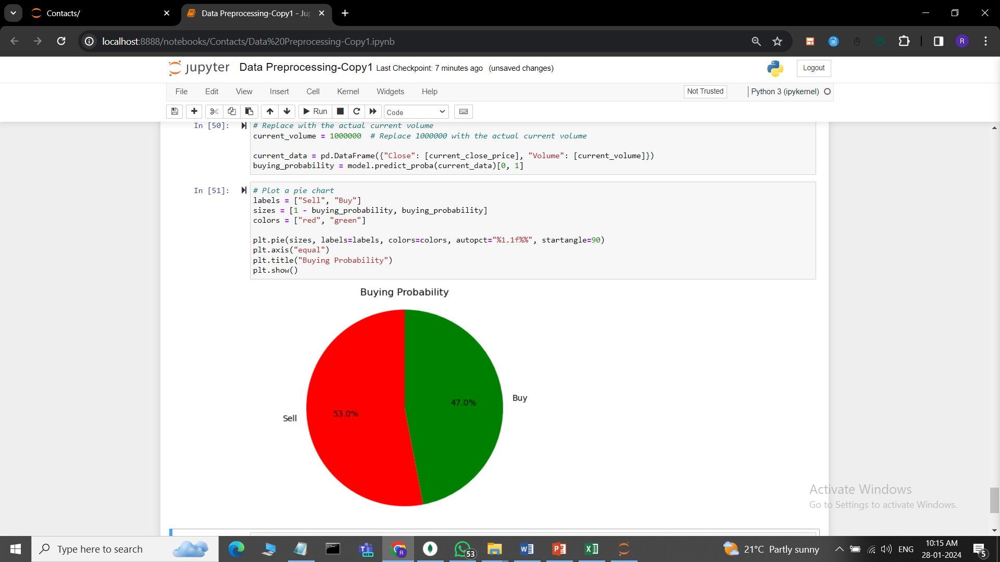 Contacts/
Data Preprocessing-Copy1 - Jup
localhost:8888/notebooks/Contacts/Data%20Preprocessing-Copy1.ipynb
R
jupyter Data Preprocessing-Copy1 Last Checkpoint: 7 minutes ago (unsaved changes)
Logout
File Edit View Insert Cell Kernel Widgets Help
Not Trusted
Python 3 (ipykernel)
Run
Code
In [50]:
# Replace with the actual current volume
current_volume = 1000000  # Replace 1000000 with the actual current volume
current_data = pd.DataFrame({"Close": [current_close_price], "Volume": [current_volume]})
buying_probability = model.predict_proba(current_data)[0, 1]
In [51]:
# Plot a pie chart
labels = ["Sell", "Buy"]
sizes = [1 - buying_probability, buying_probability]
colors = ["red", "green"]
plt.pie(sizes, labels=labels, colors=colors, autopct="%1.1f%%", startangle=90)
plt.axis("equal")
plt.title("Buying Probability")
plt.show()
Buying Probability
Buy
47.0%
53.0%
Sell
Activate Windows
Go to Settings to activate Windows.
Type here to search
NEW
R
53
21°C Partly sunny
ENG
10:15 AM
28-01-2024
5